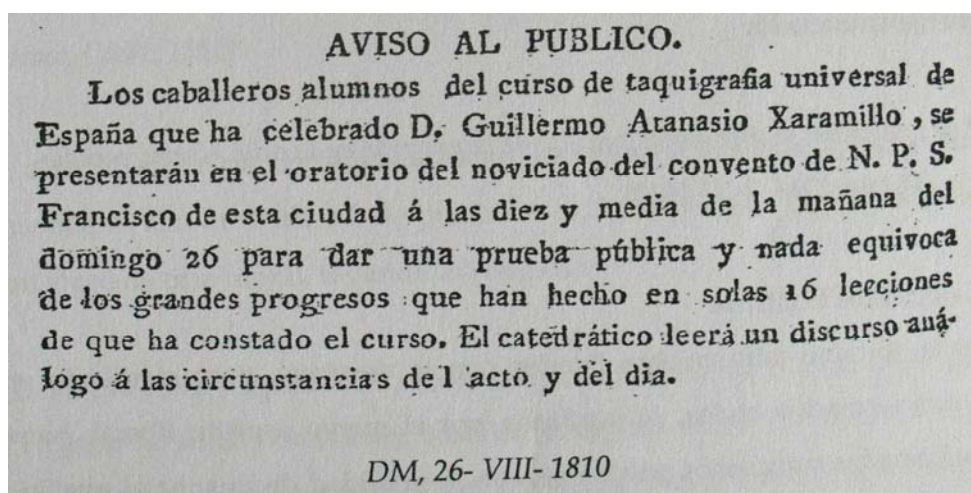 AVISO AL PUBLICO.
Los caballeros alumnos del curso de taquigrafia universal de
España que ha celebrado D. Guillermo Atanasio Xaramillo, se
presentarán en el oratorio del noviciado del convento de N. P. S.
Francisco de esta ciudad á las diez y media de la mañana del
domingo 26 para dar una prueba pública y nada equivoca
de los grandes progresos que han hecho en solas 16 lecciones
de que ha constado el curso. El catedrático leerá un discurso aná-
logo á las circunstancias del acto y del dia.
DM, 26- VIII- 1810